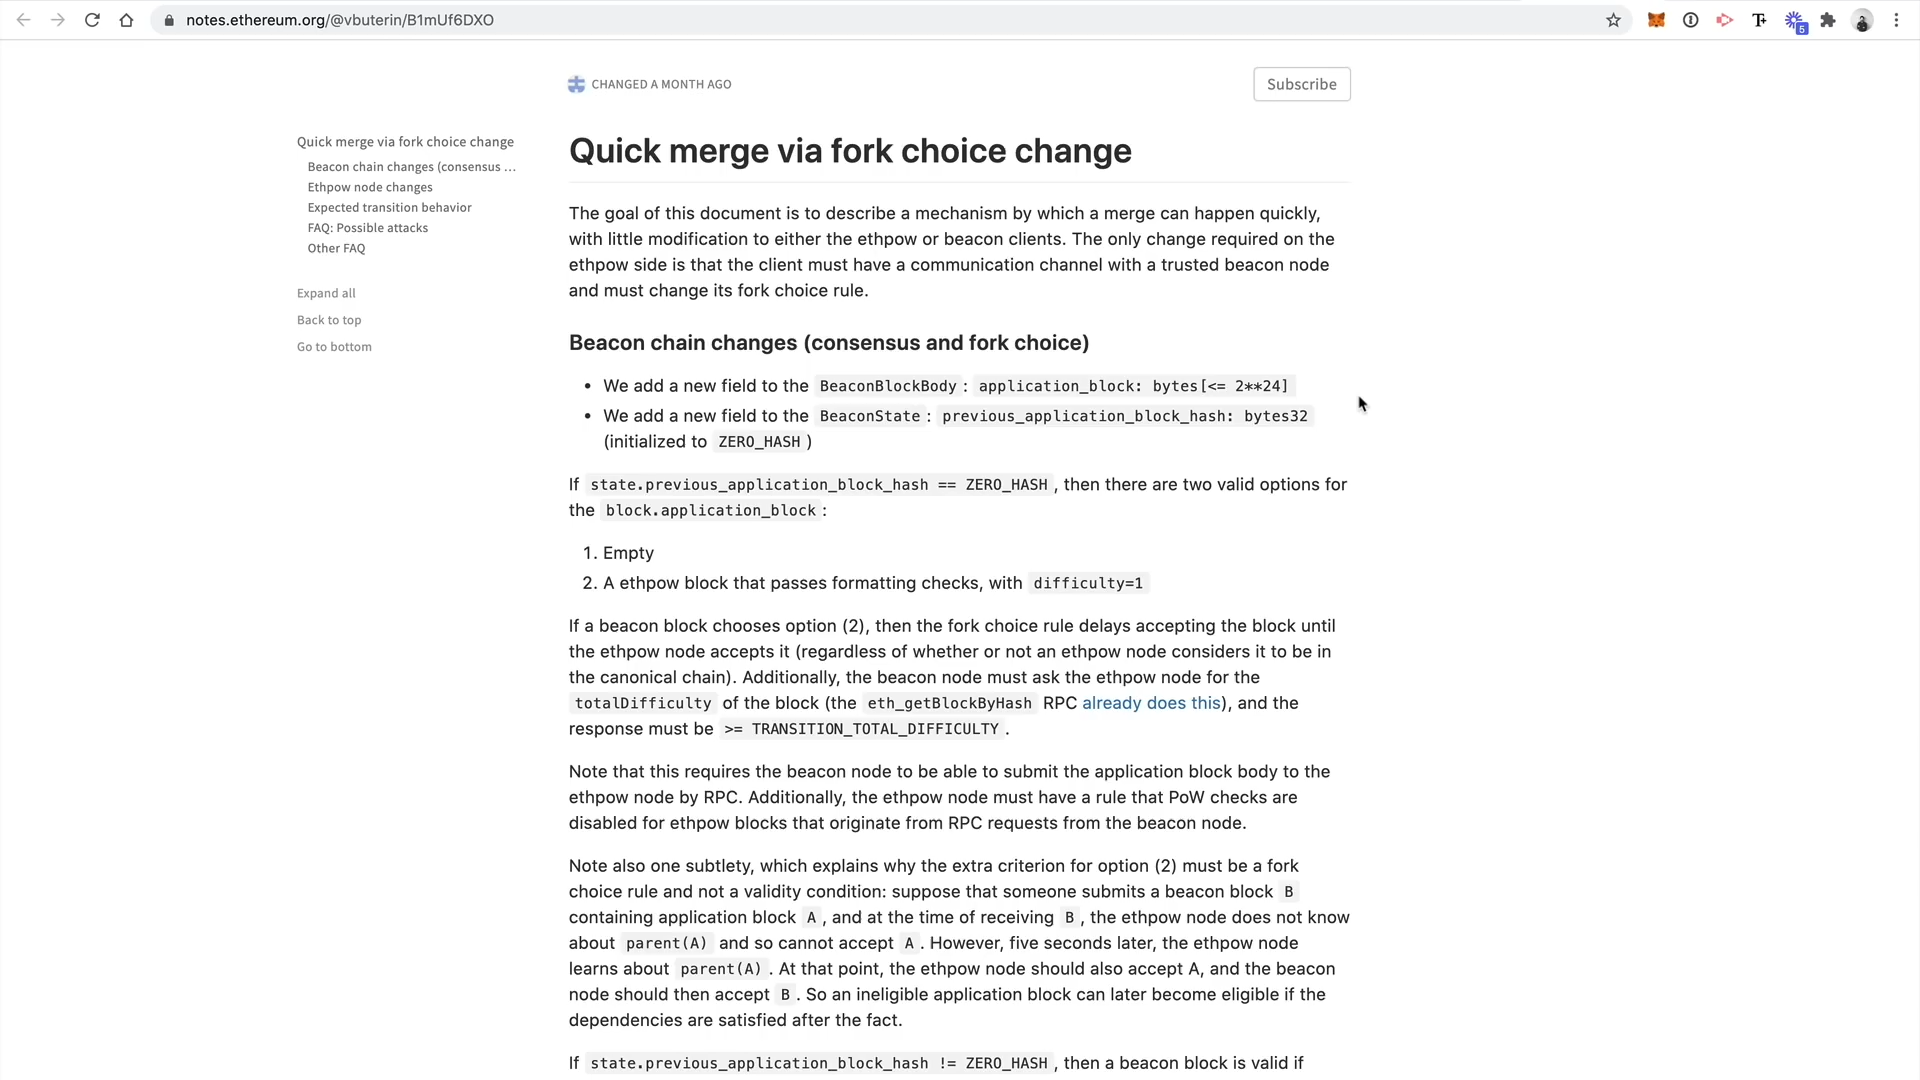 notes.ethereum.org/@vbuterin/B1mUf6DXO
5
CHANGED A MONTH AGO
Subscribe
Quick merge via fork choice change
Beacon chain changes (consensus …
Ethpow node changes
Expected transition behavior
FAQ: Possible attacks
Other FAQ
Expand all
Back to top
Go to bottom
Quick merge via fork choice change
The goal of this document is to describe a mechanism by which a merge can happen quickly,
with little modification to either the ethpow or beacon clients. The only change required on the
ethpow side is that the client must have a communication channel with a trusted beacon node
and must change its fork choice rule.
Beacon chain changes (consensus and fork choice)
• We add a new field to the BeaconBlockBody : application_block: bytes[<= 2**24]
• We add a new field to the BeaconState : previous_application_block_hash: bytes32
(initialized to ZERO_HASH )
If state.previous_application_block_hash == ZERO_HASH , then there are two valid options for
the block.application_block :
1. Empty
2. A ethpow block that passes formatting checks, with difficulty=1
If a beacon block chooses option (2), then the fork choice rule delays accepting the block until
the ethpow node accepts it (regardless of whether or not an ethpow node considers it to be in
the canonical chain). Additionally, the beacon node must ask the ethpow node for the
totalDifficulty of the block (the eth_getBlockByHash RPC already does this), and the
response must be >= TRANSITION_TOTAL_DIFFICULTY .
Note that this requires the beacon node to be able to submit the application block body to the
ethpow node by RPC. Additionally, the ethpow node must have a rule that PoW checks are
disabled for ethpow blocks that originate from RPC requests from the beacon node.
Note also one subtlety, which explains why the extra criterion for option (2) must be a fork
choice rule and not a validity condition: suppose that someone submits a beacon block B
containing application block A , and at the time of receiving B , the ethpow node does not know
about parent(A) and so cannot accept A . However, five seconds later, the ethpow node
learns about parent(A) . At that point, the ethpow node should also accept A, and the beacon
node should then accept B . So an ineligible application block can later become eligible if the
dependencies are satisfied after the fact.
If state.previous_application_block_hash != ZERO_HASH , then a beacon block is valid if